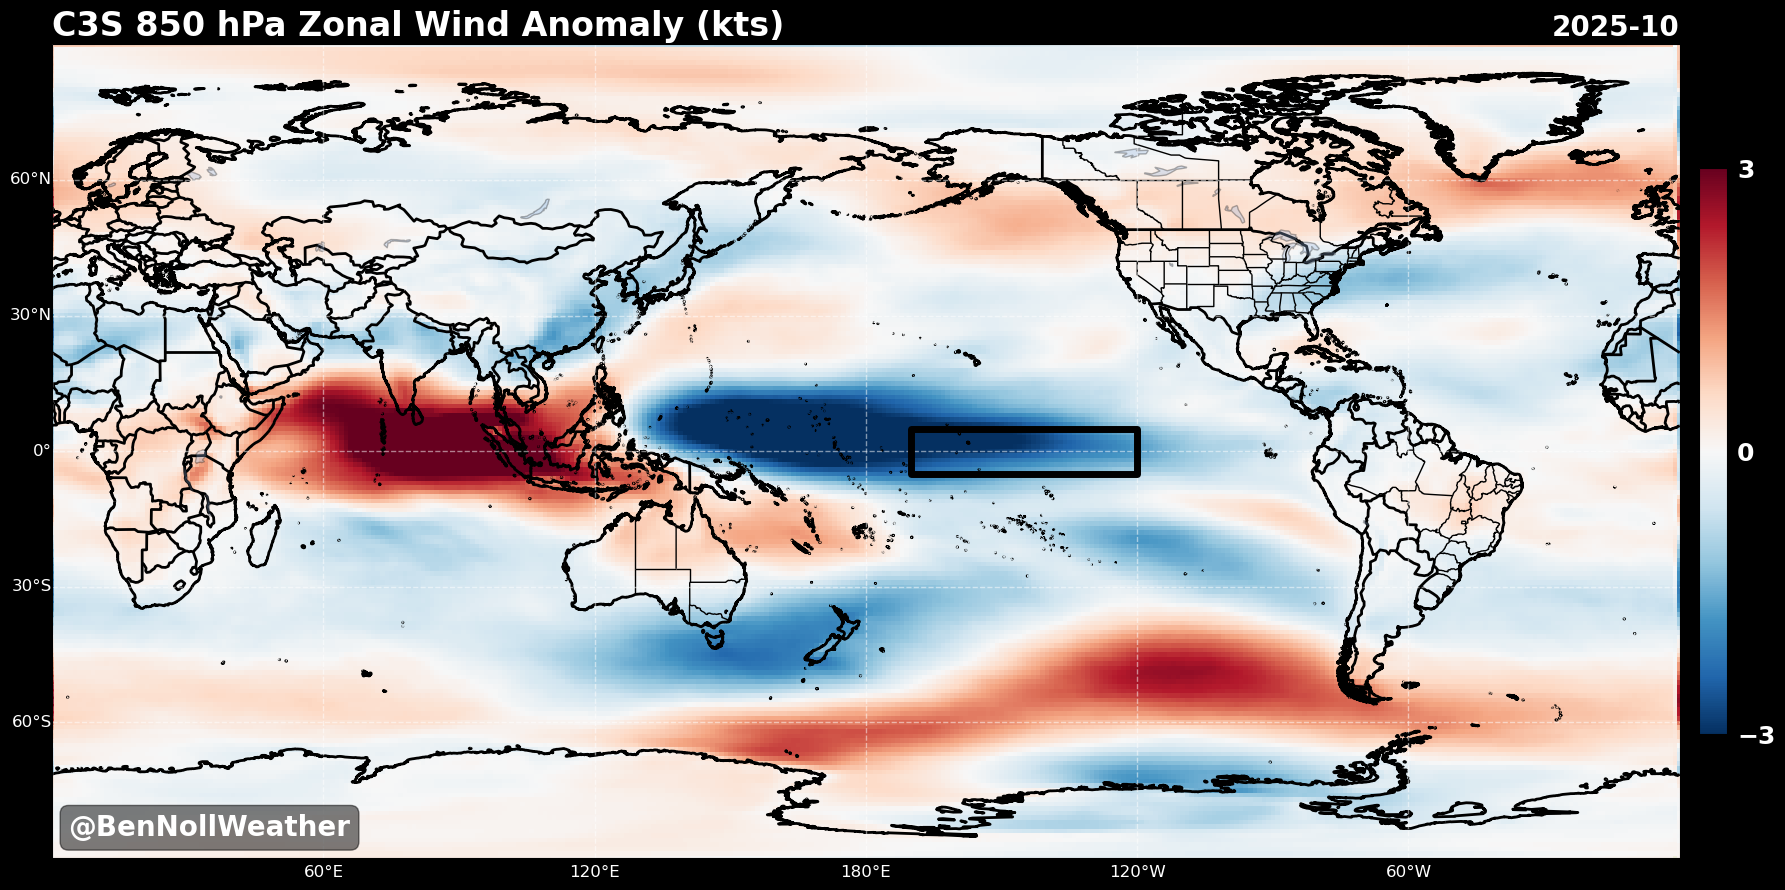 C3S 850 hPa Zonal Wind Anomaly (kts)
2025-10
60°N
30°N
0°
30°S
60°S
60°E
120°E
180°E
120°W
60°W
3
0
−3
@BenNollWeather